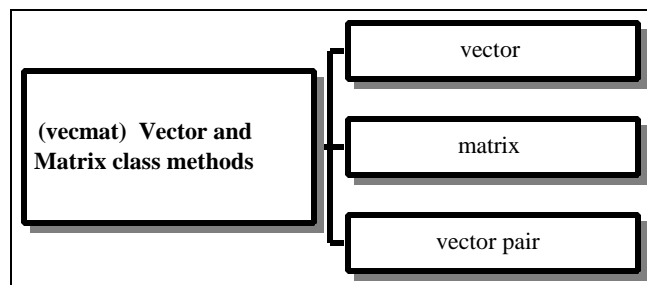 (vecmat) Vector and
Matrix class methods
vector
matrix
vector pair